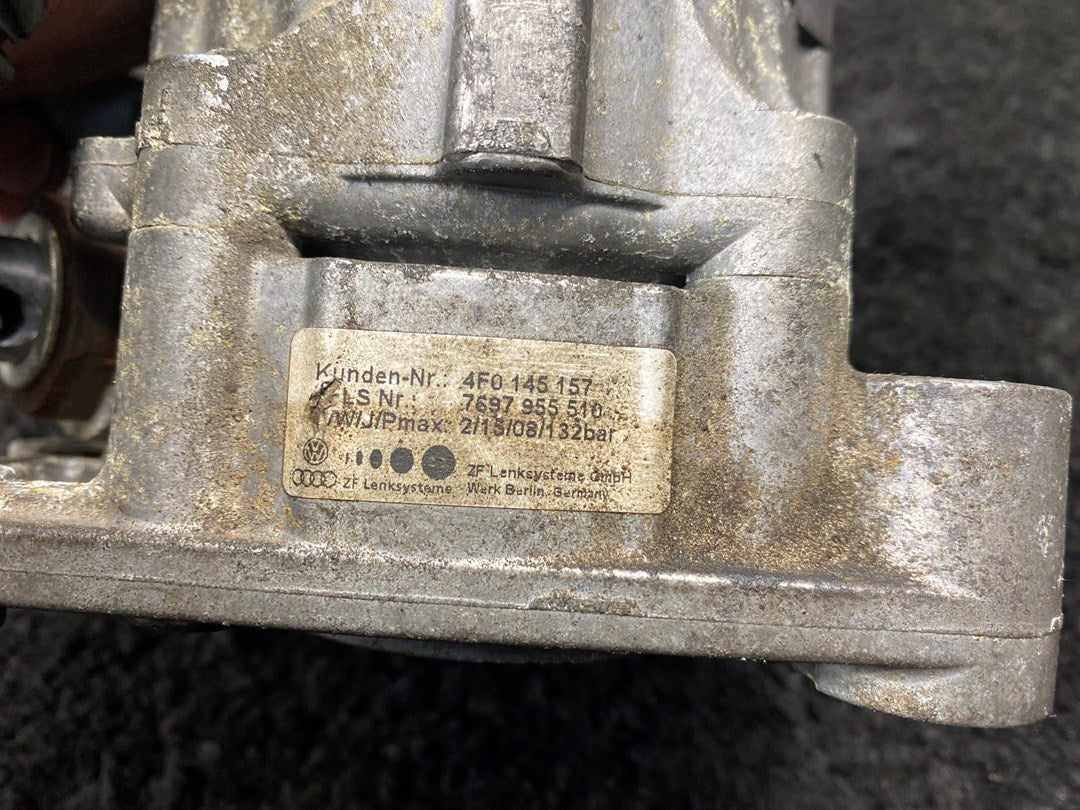 Kunden-Nr.: 4F0 145 157
LS Nr.: 7697 955 510
T/W/J/Pmax: 2/15/08/132bar
ZF Lenksysteme GmbH
ZF Lenksysteme Werk Berlin, Germany